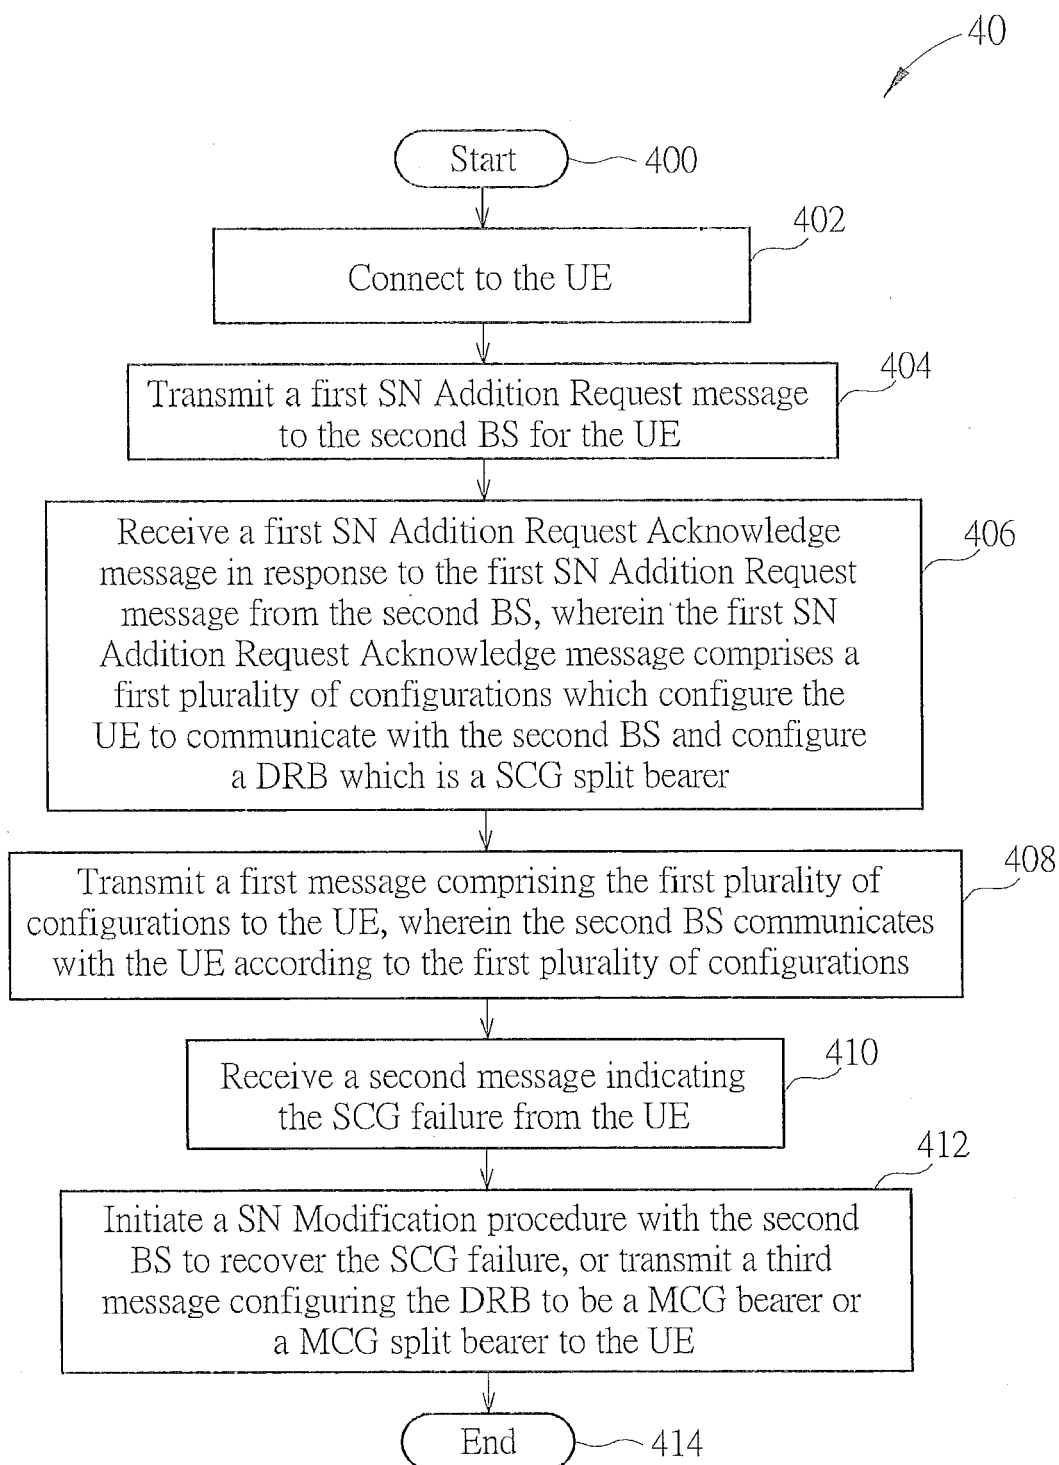 40
Start
400
402
Connect to the UE
404
Transmit a first SN Addition Request message
to the second BS for the UE
406
Receive a first SN Addition Request Acknowledge
message in response to the first SN Addition Request
message from the second BS, wherein the first SN
Addition Request Acknowledge message comprises a
first plurality of configurations which configure the
UE to communicate with the second BS and configure
a DRB which is a SCG split bearer
408
Transmit a first message comprising the first plurality of
configurations to the UE, wherein the second BS communicates
with the UE according to the first plurality of configurations
410
Receive a second message indicating
the SCG failure from the UE
412
Initiate a SN Modification procedure with the second
BS to recover the SCG failure, or transmit a third
message configuring the DRB to be a MCG bearer or
a MCG split bearer to the UE
End
414